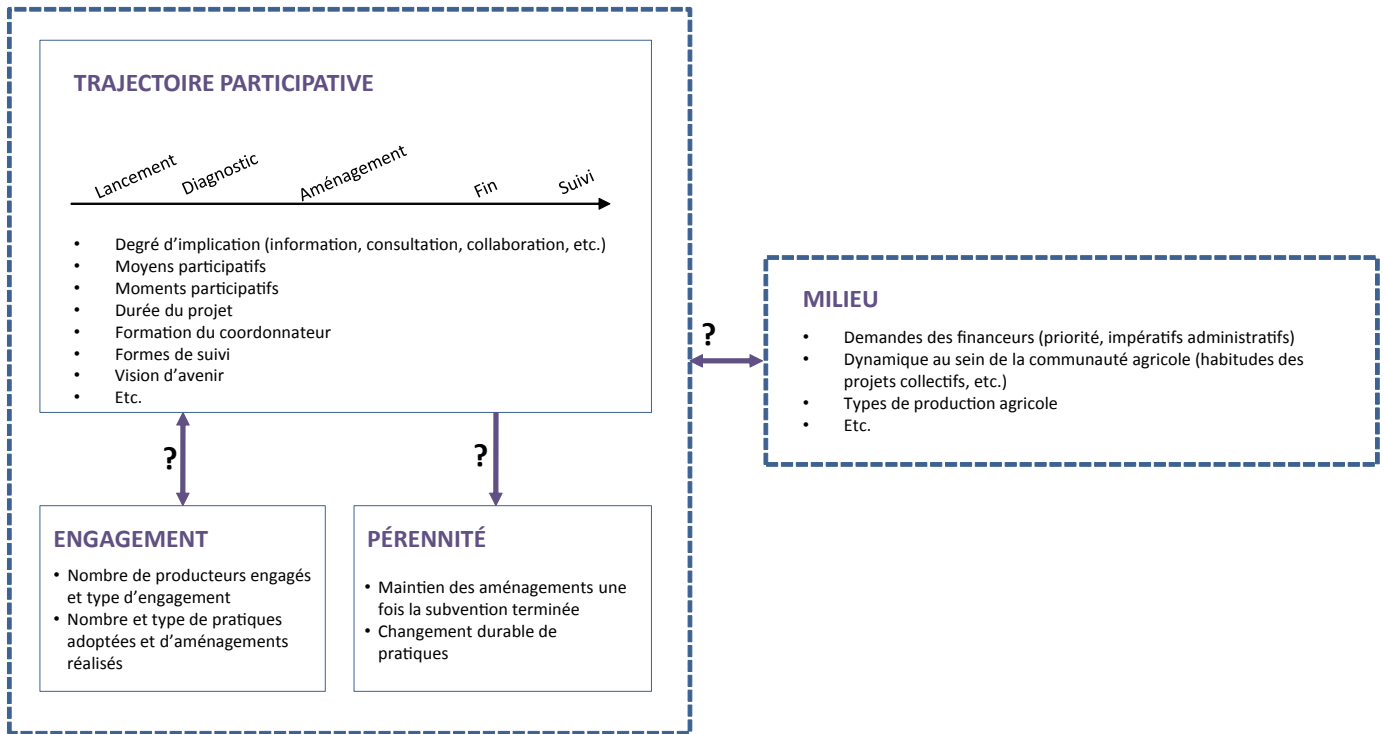 TRAJECTOIRE PARTICIPATIVE
Lancement
Diagnostic
Aménagement
Fin
Suivi
• Degré d'implication (information, consultation, collaboration, etc.)
• Moyens participatifs
• Moments participatifs
• Durée du projet
• Formation du coordonnateur
• Formes de suivi
• Vision d'avenir
• Etc.
?
?
ENGAGEMENT
• Nombre de producteurs engagés
et type d'engagement
• Nombre et type de pratiques
adoptées et d'aménagements
réalisés
PÉRENNITÉ
• Maintien des aménagements une
fois la subvention terminée
• Changement durable de
pratiques
?
MILIEU
• Demandes des financeurs (priorité, impératifs administratifs)
• Dynamique au sein de la communauté agricole (habitudes des
projets collectifs, etc.)
• Types de production agricole
• Etc.